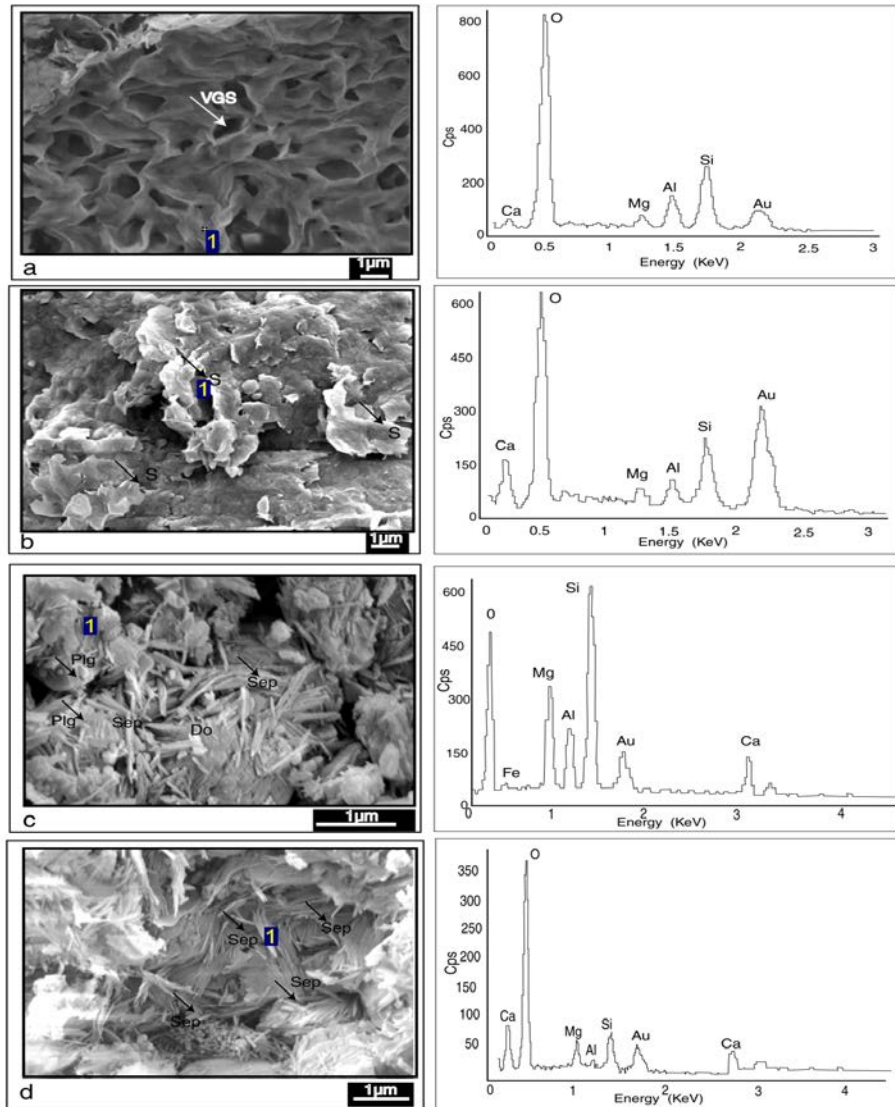 VGS
1
a
1µm
800
600
400
200
0
Cps
O
Ca
Mg
Al
Si
Au
0 0.5 1 1.5 2 2.5 3
Energy (KeV)
S
1
S
S
b
1µm
600
450
300
150
0
Cps
O
Ca
Mg
Al
Si
Au
0 0.5 1 1.5 2 2.5 3
Energy (KeV)
1
Plg
Sep
Plg
Sep
Do
c
1µm
600
450
300
150
0
Cps
O
Fe
Mg
Al
Si
Au
Ca
0 1 2 3 4
Energy (KeV)
Sep
1
Sep
Sep
Sep
d
1µm
350
300
250
200
150
100
50
Cps
O
Ca
Mg
Al
Si
Au
Ca
0 1 2 3 4
Energy (KeV)